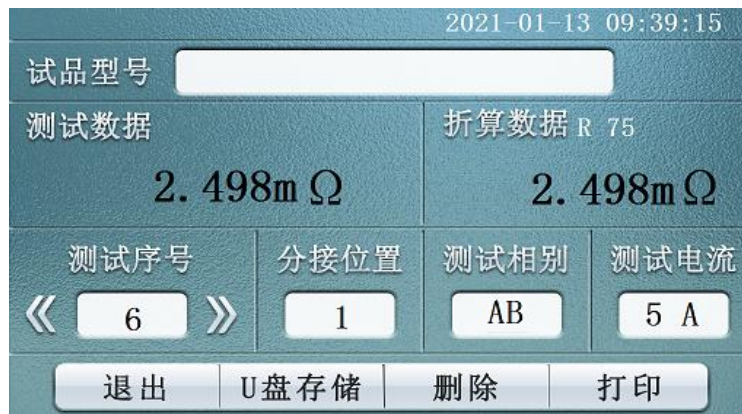 2021-01-13 09:39:15
试品型号
测试数据 折算数据 R 75
2.498mΩ 2.498mΩ
测试序号 分接位置 测试相别 测试电流
《 6 》 1 AB 5 A
退出 U盘存储 删除 打印